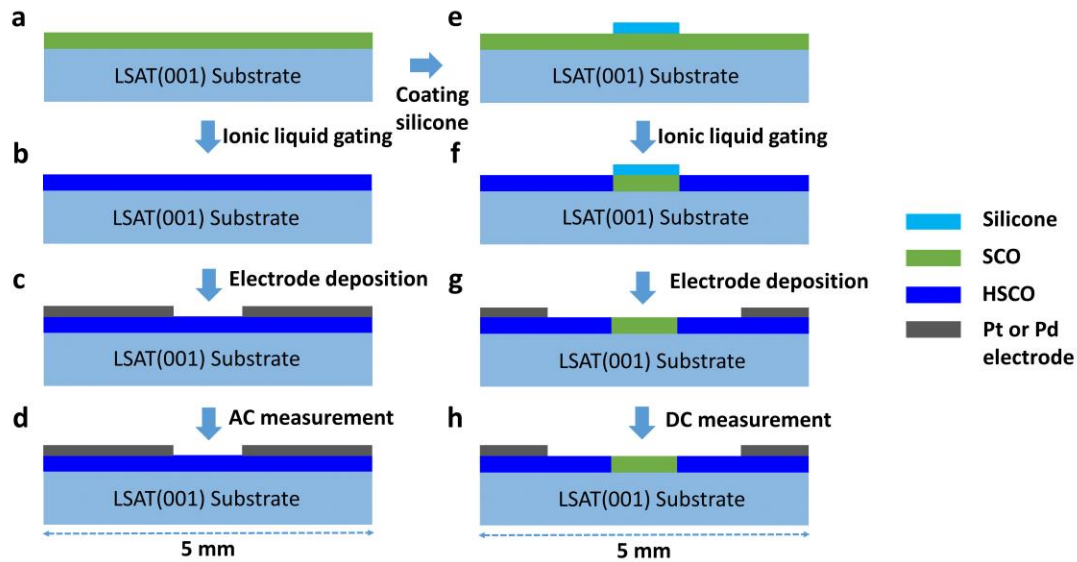 a
LSAT(001) Substrate
Coating
silicone
e
LSAT(001) Substrate
Ionic liquid gating
Ionic liquid gating
b
LSAT(001) Substrate
f
LSAT(001) Substrate
Electrode deposition
Electrode deposition
c
LSAT(001) Substrate
g
LSAT(001) Substrate
AC measurement
DC measurement
d
LSAT(001) Substrate
5 mm
h
LSAT(001) Substrate
5 mm
Silicone
SCO
HSCO
Pt or Pd
electrode